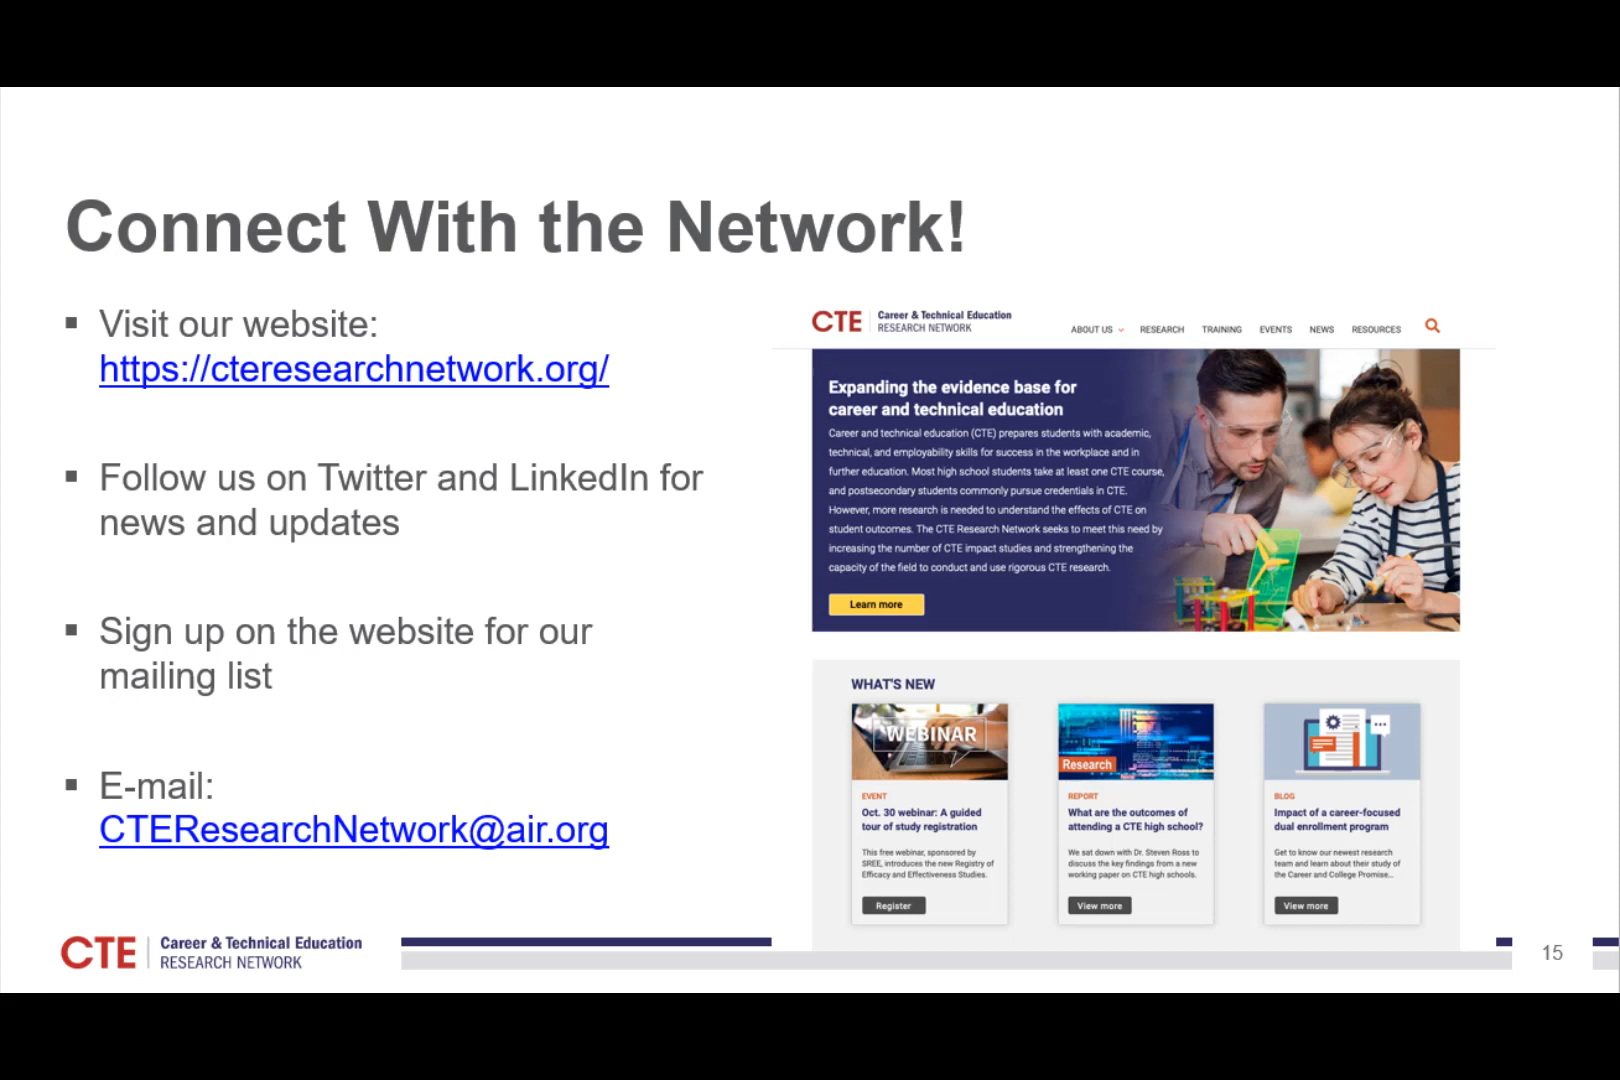 Connect With the Network!
▪ Visit our website:
https://cteresearchnetwork.org/
▪ Follow us on Twitter and LinkedIn for
news and updates
▪ Sign up on the website for our
mailing list
▪ E-mail:
CTEResearchNetwork@air.org
CTE Career & Technical Education
RESEARCH NETWORK
ABOUT US RESEARCH TRAINING EVENTS NEWS RESOURCES
Expanding the evidence base for
career and technical education
Career and technical education (CTE) prepares students with academic,
technical, and employability skills for success in the workplace and in
further education. Most high school students take at least one CTE course,
and postsecondary students commonly pursue credentials in CTE.
However, more research is needed to understand the effects of CTE on
student outcomes. The CTE Research Network seeks to meet this need by
increasing the number of CTE impact studies and strengthening the
capacity of the field to conduct and use rigorous CTE research.
Learn more
WHAT'S NEW
WEBINAR
EVENT
Oct. 30 webinar: A guided
tour of study registration
This free webinar, sponsored by
SREE, introduces the new Registry of
Efficacy and Effectiveness Studies.
Register
Research
REPORT
What are the outcomes of
attending a CTE high school?
We sat down with Dr. Steven Ross to
discuss the key findings from a new
working paper on CTE high schools.
View more
BLOG
Impact of a career-focused
dual enrollment program
Get to know our newest research
team and learn about their study of
the Career and College Promise...
View more
CTE Career & Technical Education
RESEARCH NETWORK
15